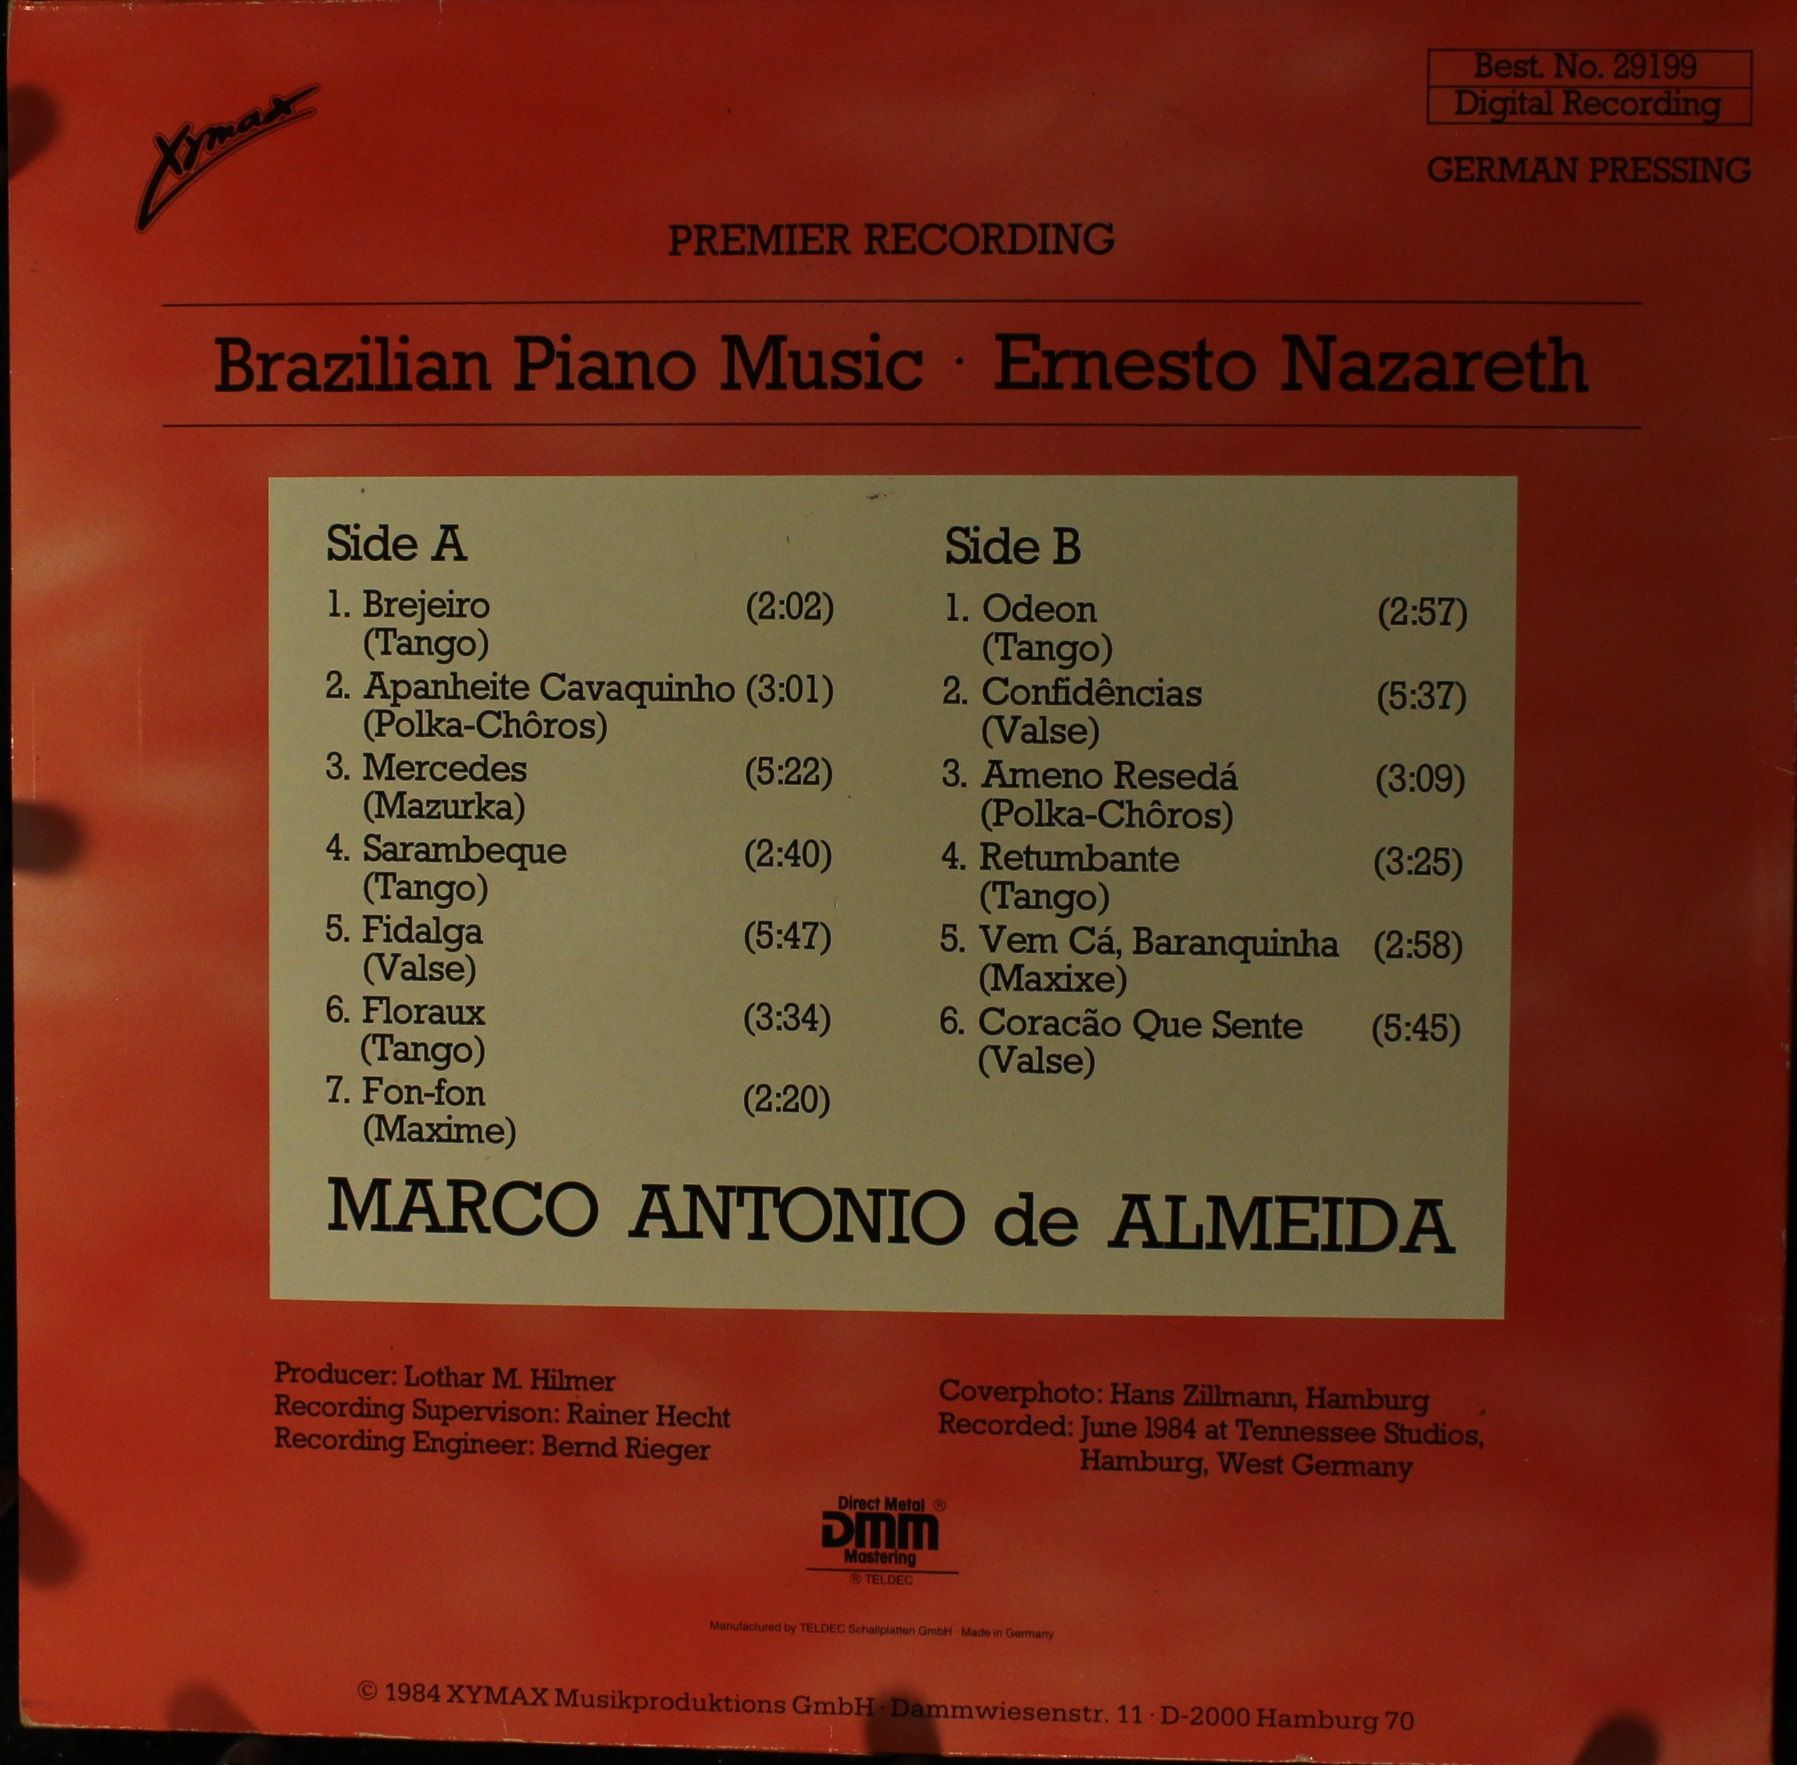 Xymax
Best. No. 29199
Digital Recording
GERMAN PRESSING
PREMIER RECORDING
Brazilian Piano Music · Ernesto Nazareth
Side A
1. Brejeiro (2:02)
(Tango)
2. Apanheite Cavaquinho (3:01)
(Polka-Chôros)
3. Mercedes (5:22)
(Mazurka)
4. Sarambeque (2:40)
(Tango)
5. Fidalga (5:47)
(Valse)
6. Floraux (3:34)
(Tango)
7. Fon-fon (2:20)
(Maxime)
Side B
1. Odeon (2:57)
(Tango)
2. Confidências (5:37)
(Valse)
3. Ameno Resedá (3:09)
(Polka-Chôros)
4. Retumbante (3:25)
(Tango)
5. Vem Cá, Baranquinha (2:58)
(Maxixe)
6. Coracão Que Sente (5:45)
(Valse)
MARCO ANTONIO de ALMEIDA
Producer: Lothar M. Hilmer
Recording Supervison: Rainer Hecht
Recording Engineer: Bernd Rieger
Coverphoto: Hans Zillmann, Hamburg
Recorded: June 1984 at Tennessee Studios,
Hamburg, West Germany
Direct Metal ®
DMM
Mastering
® TELDEC
Manufactured by TELDEC Schallplatten GmbH · Made in Germany
© 1984 XYMAX Musikproduktions GmbH · Dammwiesenstr. 11 · D-2000 Hamburg 70